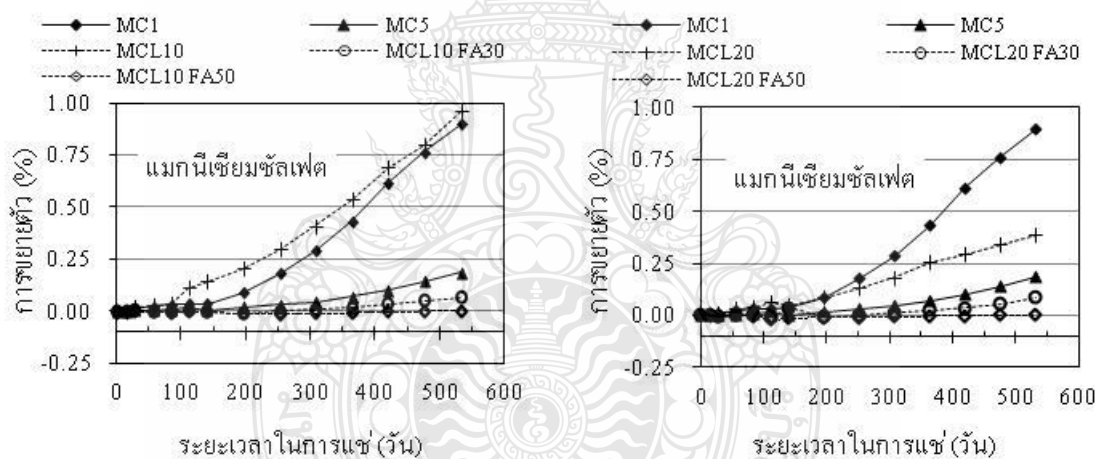 MC1 MC5
MCL10 MCL10 FA30
MCL10 FA50
1.00
0.75
0.50
0.25
0.00
-0.25
แมกนีเซียมซัลเฟต
การขยายตัว (%)
0 100 200 300 400 500 600
ระยะเวลาในการแช่ (วัน)
MC1 MC5
MCL20 MCL20 FA30
MCL20 FA50
1.00
0.75
0.50
0.25
0.00
-0.25
แมกนีเซียมซัลเฟต
การขยายตัว (%)
0 100 200 300 400 500 600
ระยะเวลาในการแช่ (วัน)